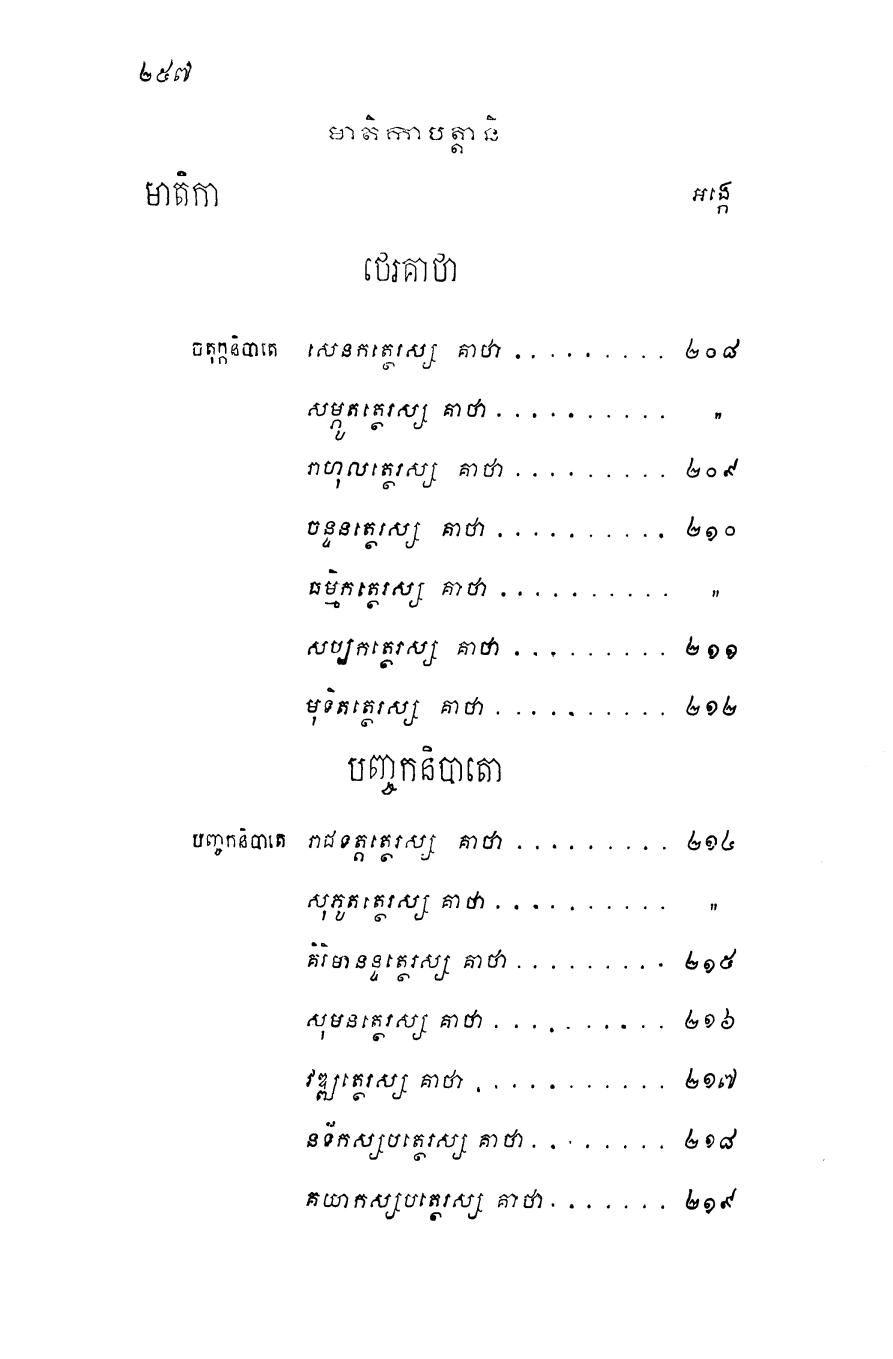 ២៥៧
មាតិកាបត្តានិ
មាតិកា អង្កេ
ថេរគាថា
ចតុក្កនិបាតេ សេនកត្ថេរស្ស គាថា . . . . . . . . . ២០៨
សម្ភូតត្ថេរស្ស គាថា . . . . . . . . . . "
រាហុលត្ថេរស្ស គាថា . . . . . . . . . ២០៩
ចន្ទនត្ថេរស្ស គាថា . . . . . . . . . . ២១០
ធម្មិកត្ថេរស្ស គាថា . . . . . . . . . . "
សប្បកត្ថេរស្ស គាថា . . . . . . . . . ២១១
មុទិតត្ថេរស្ស គាថា . . . . . . . . . . ២១២
បញ្ចកនិបាតោ
បញ្ចកនិបាតេ រាជទត្តត្ថេរស្ស គាថា . . . . . . . . . ២១៤
សុភូតត្ថេរស្ស គាថា . . . . . . . . . . "
គិរិមានន្ទត្ថេរស្ស គាថា . . . . . . . . . ២១៥
សុមនត្ថេរស្ស គាថា . . . . . . . . . . ២១៦
វឌ្ឍត្ថេរស្ស គាថា . . . . . . . . . . . ២១៧
នទីកស្សបត្ថេរស្ស គាថា . . . . . . . . ២១៨
គយាកស្សបត្ថេរស្ស គាថា . . . . . . . ២១៩